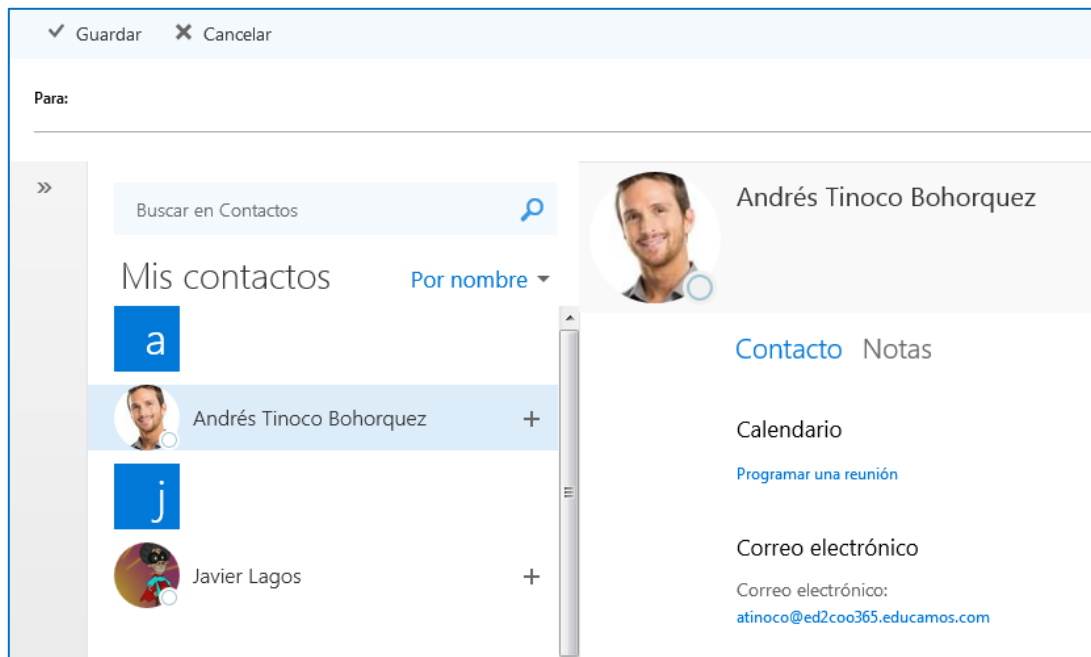 Guardar Cancelar
Para:
Buscar en Contactos
Mis contactos Por nombre
a
Andrés Tinoco Bohorquez
j
Javier Lagos
Andrés Tinoco Bohorquez
Contacto Notas
Calendario
Programar una reunión
Correo electrónico
Correo electrónico:
atinoco@ed2coo365.educamos.com